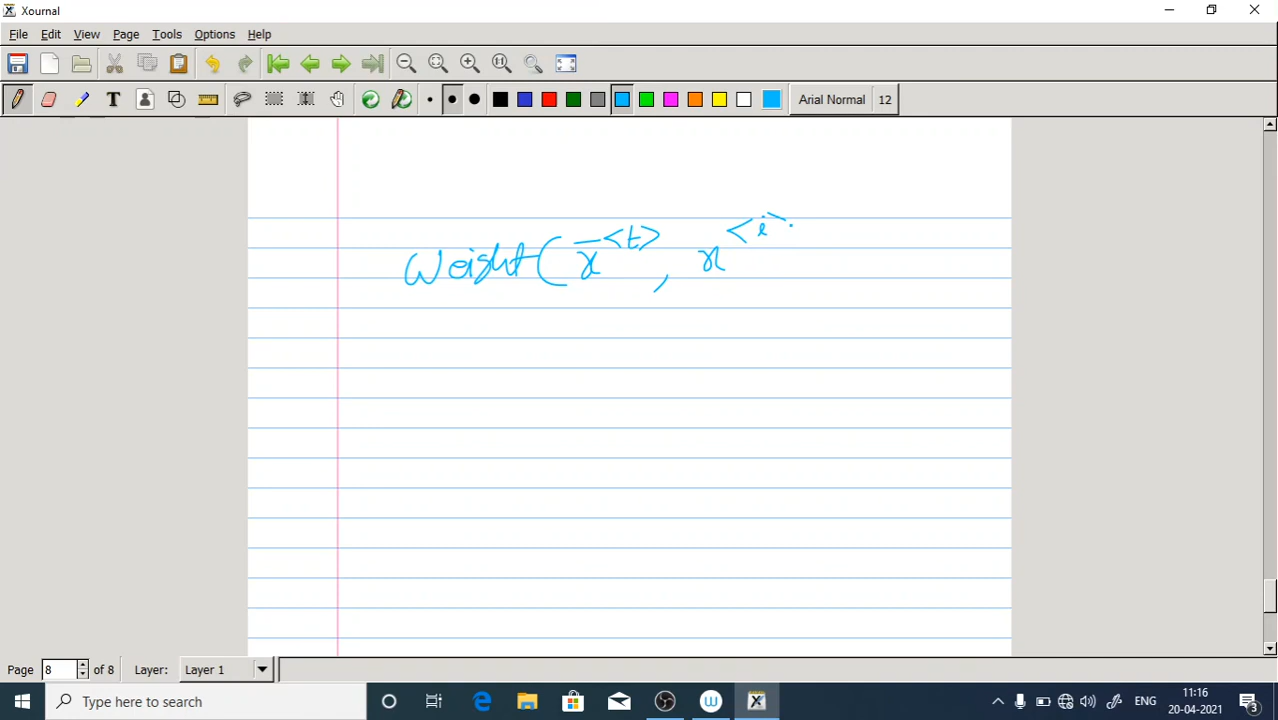 Xournal
File Edit View Page Tools Options Help
Arial Normal 12
Weight( x̄<t>, x<i>
Page 8 of 8 Layer: Layer 1
Type here to search
ENG
11:16
20-04-2021
3